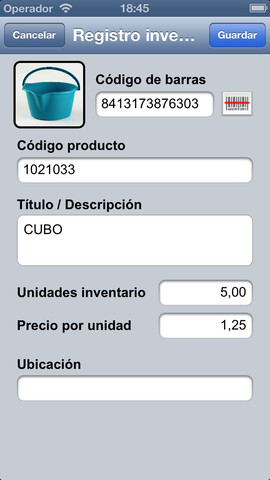 Operador 18:45
Cancelar Registro inve... Guardar
Código de barras
8413173876303
Código producto
1021033
Título / Descripción
CUBO
Unidades inventario 5,00
Precio por unidad 1,25
Ubicación